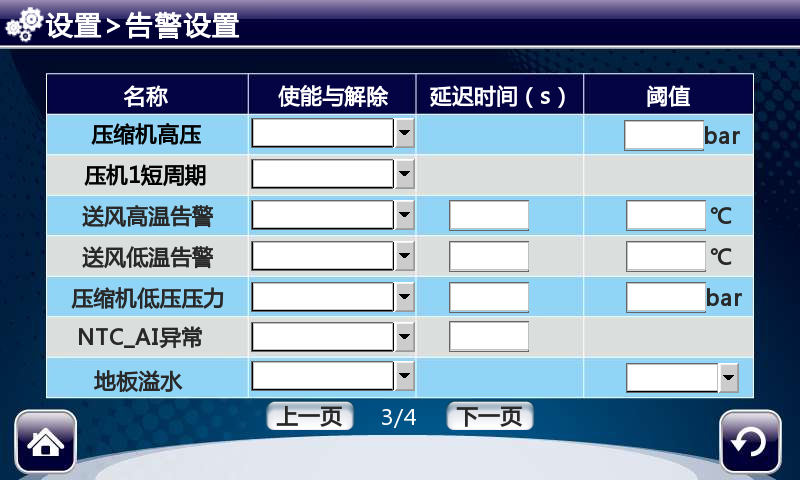 设置>告警设置
名称 使能与解除 延迟时间（s） 阈值
压缩机高压 bar
压机1短周期
送风高温告警 ℃
送风低温告警 ℃
压缩机低压压力 bar
NTC_AI异常
地板溢水
上一页 3/4 下一页